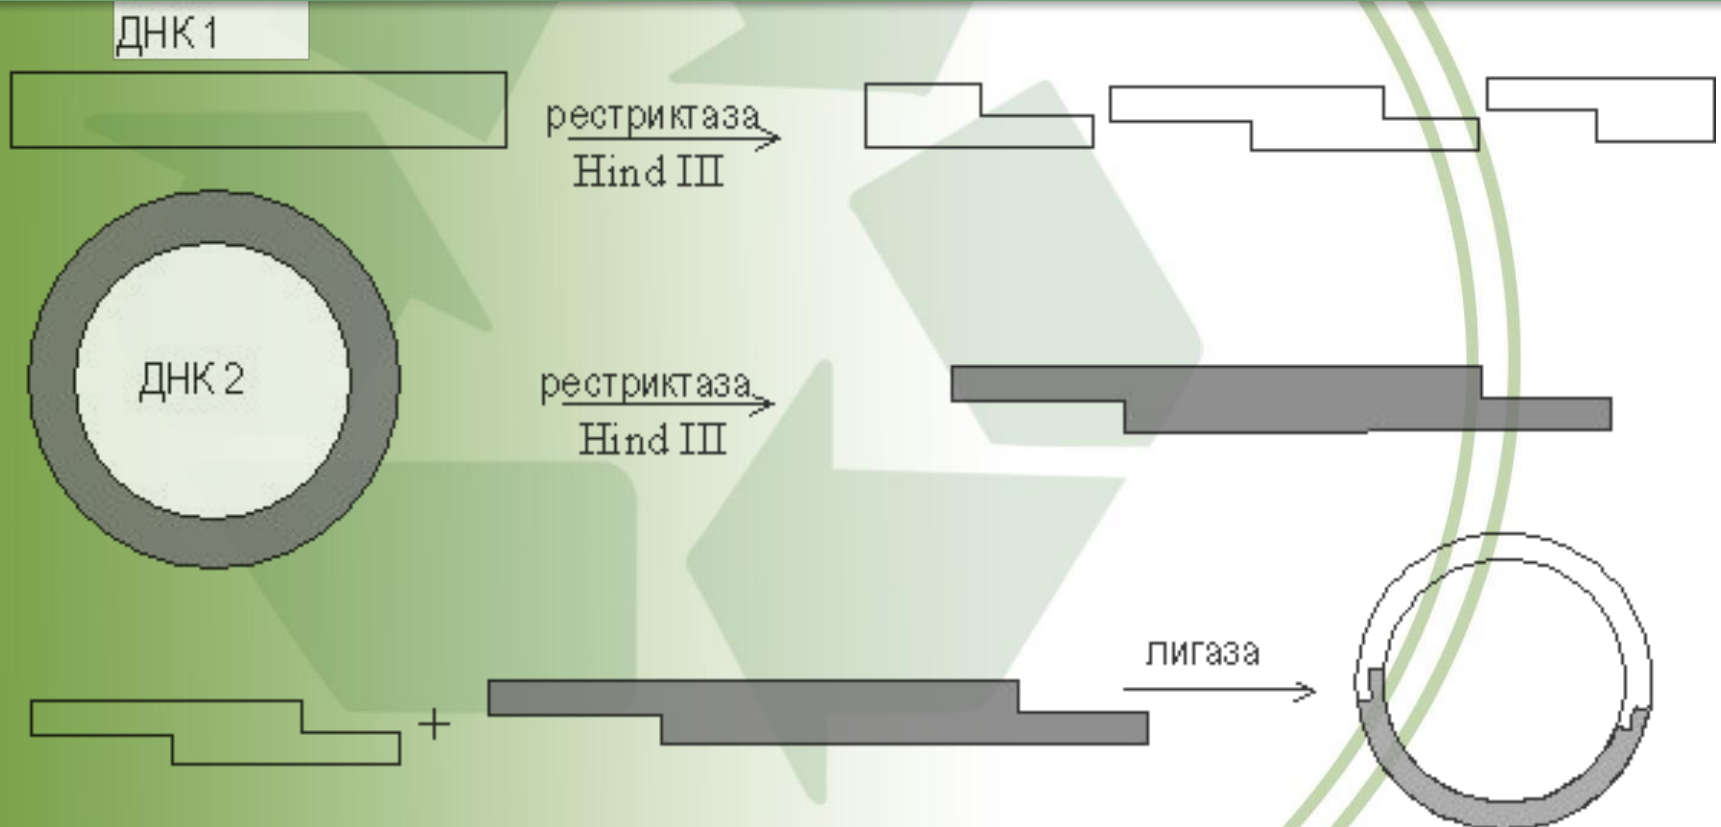 ДНК 1
рестриктаза
Hind III
ДНК 2
рестриктаза
Hind III
+
лигаза